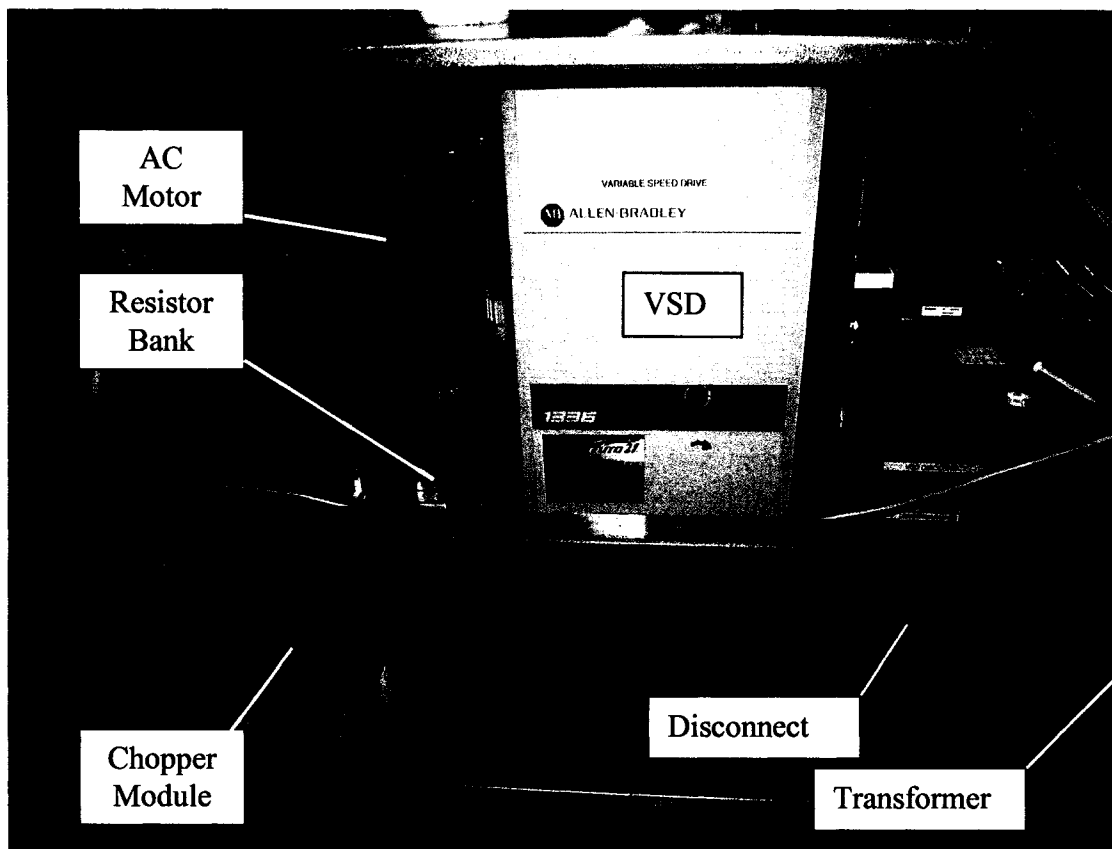 AC
Motor
VARIABLE SPEED DRIVE
ALLEN-BRADLEY
Resistor
Bank
VSD
1336
Disconnect
Chopper
Module
Transformer